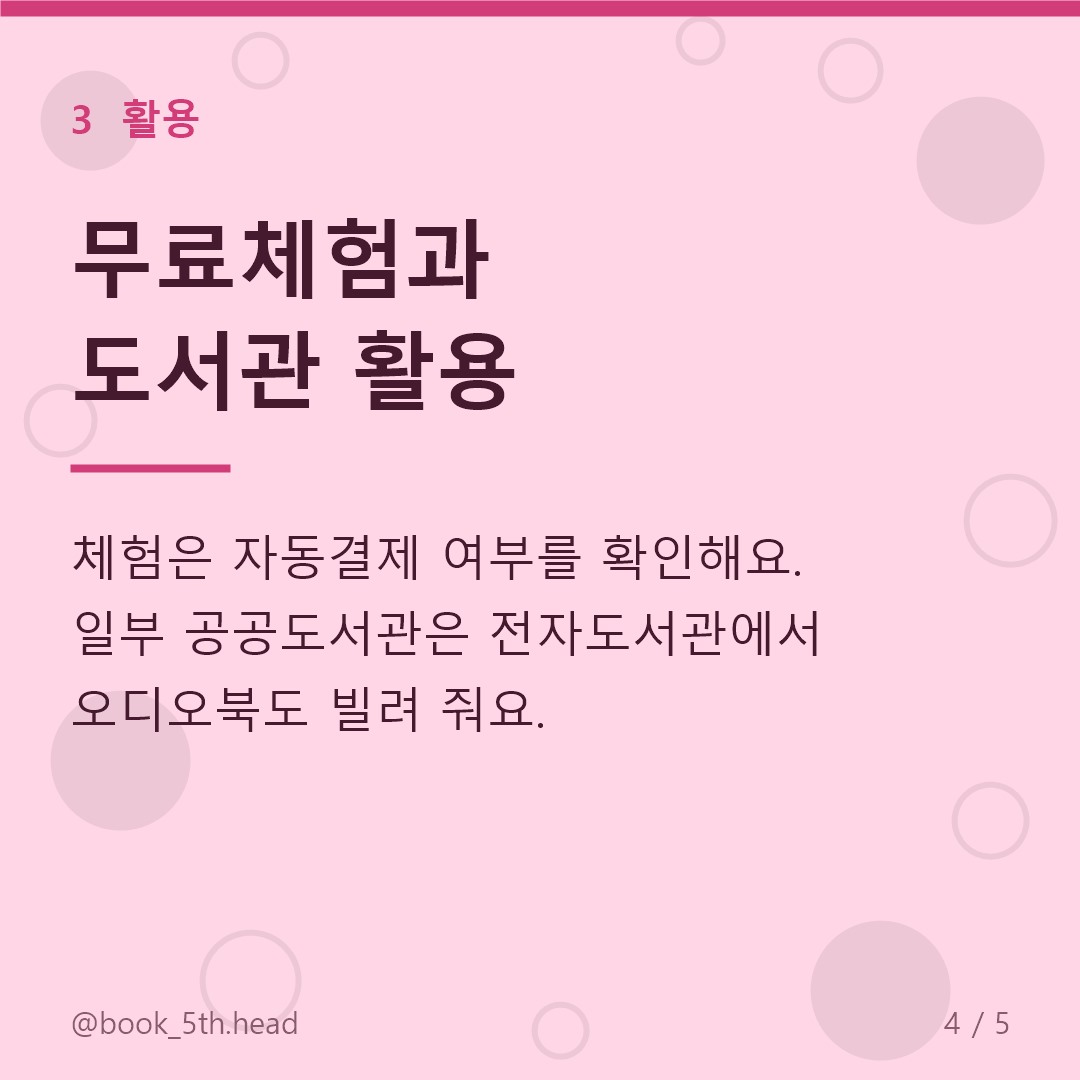 3 활용
무료체험과
도서관 활용
체험은 자동결제 여부를 확인해요.
일부 공공도서관은 전자도서관에서
오디오북도 빌려 줘요.
@book_5th.head
4 / 5